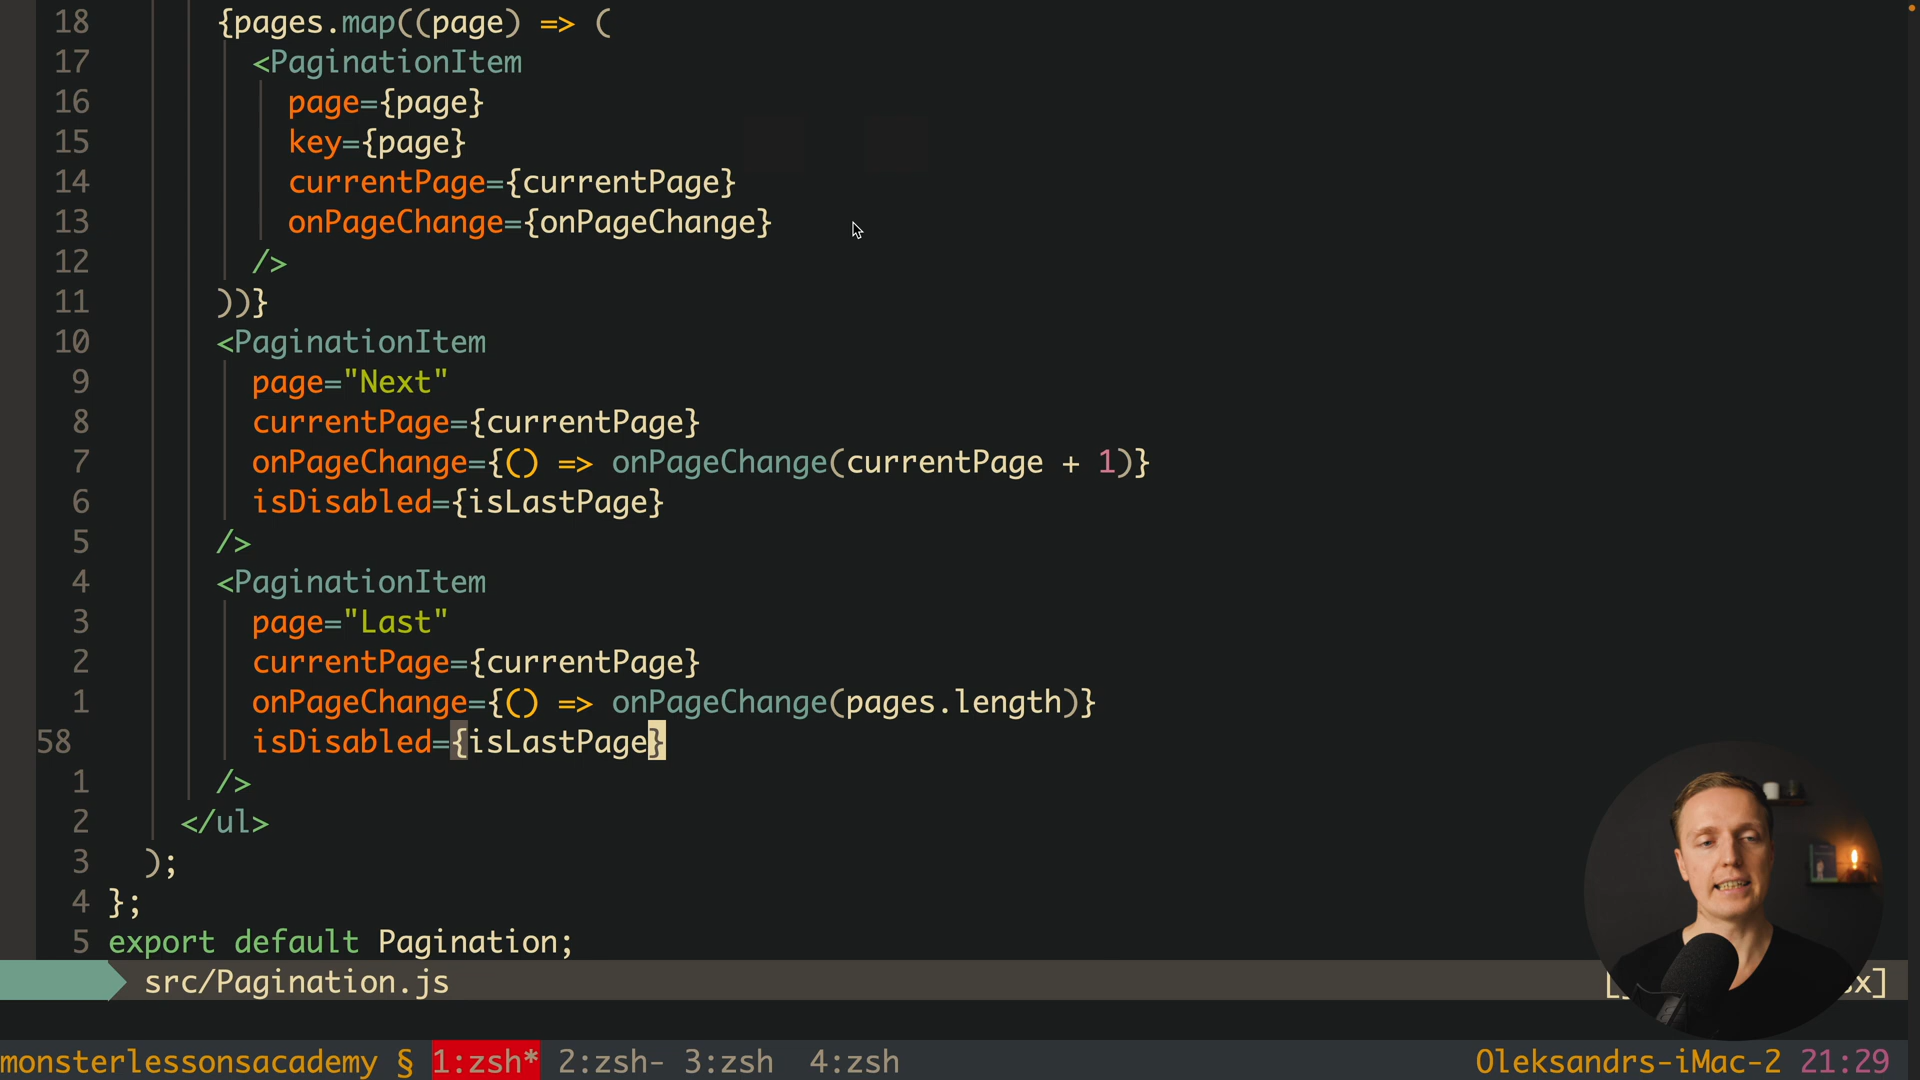 18 {pages.map((page) => (
17 <PaginationItem
16 page={page}
15 key={page}
14 currentPage={currentPage}
13 onPageChange={onPageChange}
12 />
11 ))}
10 <PaginationItem
9 page="Next"
8 currentPage={currentPage}
7 onPageChange={() => onPageChange(currentPage + 1)}
6 isDisabled={isLastPage}
5 />
4 <PaginationItem
3 page="Last"
2 currentPage={currentPage}
1 onPageChange={() => onPageChange(pages.length)}
58 isDisabled={isLastPage}
1 />
2 </ul>
3 );
4 };
5 export default Pagination;
src/Pagination.js
monsterlessonsacademy § 1:zsh* 2:zsh- 3:zsh 4:zsh Oleksandrs-iMac-2 21:29